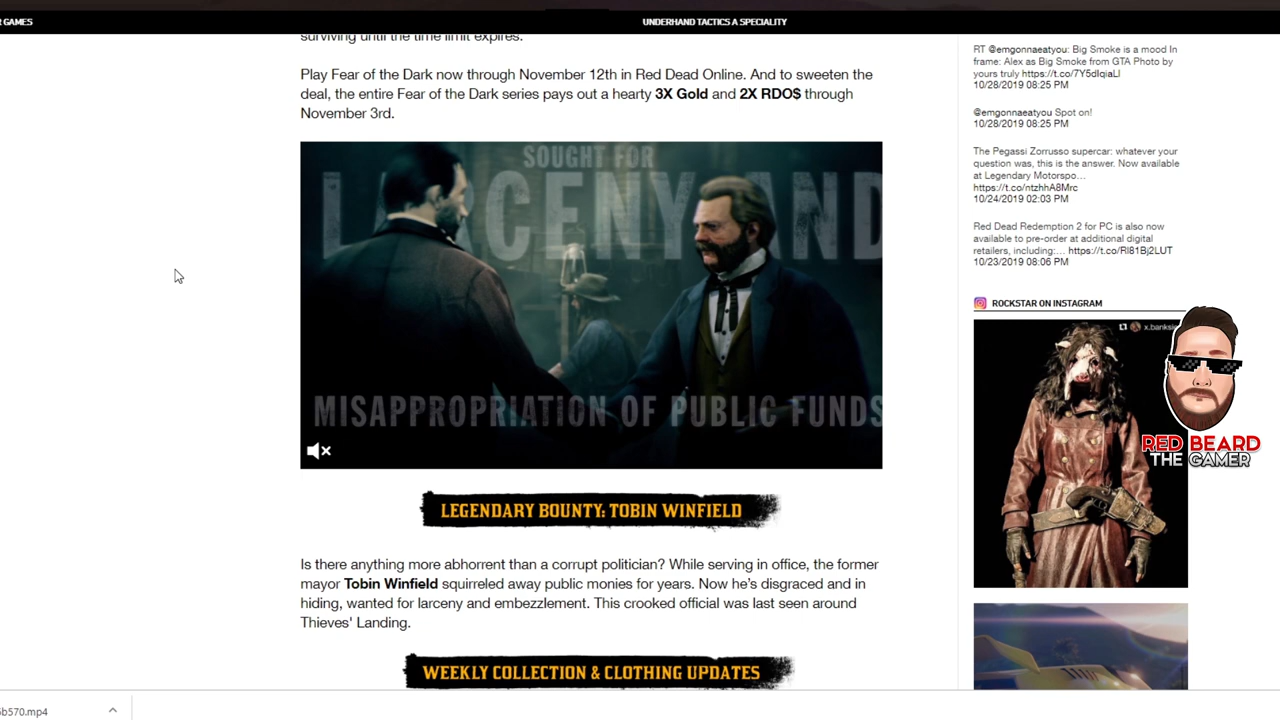 R GAMES
UNDERHAND TACTICS A SPECIALITY
surviving until the time limit expires.
Play Fear of the Dark now through November 12th in Red Dead Online. And to sweeten the
deal, the entire Fear of the Dark series pays out a hearty 3X Gold and 2X RDO$ through
November 3rd.
SOUGHT FOR
LARCENY AND
MISAPPROPRIATION OF PUBLIC FUNDS
LEGENDARY BOUNTY: TOBIN WINFIELD
Is there anything more abhorrent than a corrupt politician? While serving in office, the former
mayor Tobin Winfield squirreled away public monies for years. Now he's disgraced and in
hiding, wanted for larceny and embezzlement. This crooked official was last seen around
Thieves' Landing.
WEEKLY COLLECTION & CLOTHING UPDATES
RT @emgonnaeatyou: Big Smoke is a mood In
frame: Alex as Big Smoke from GTA Photo by
yours truly https://t.co/7Y5dIqiaLl
10/28/2019 08:25 PM
@emgonnaeatyou Spot on!
10/28/2019 08:25 PM
The Pegassi Zorrusso supercar: whatever your
question was, this is the answer. Now available
at Legendary Motorspo…
https://t.co/ntzhhA8Mrc
10/24/2019 02:03 PM
Red Dead Redemption 2 for PC is also now
available to pre-order at additional digital
retailers, including:… https://t.co/Rl81Bj2LUT
10/23/2019 08:06 PM
ROCKSTAR ON INSTAGRAM
x.banksie
RED BEARD
THE GAMER
6b570.mp4